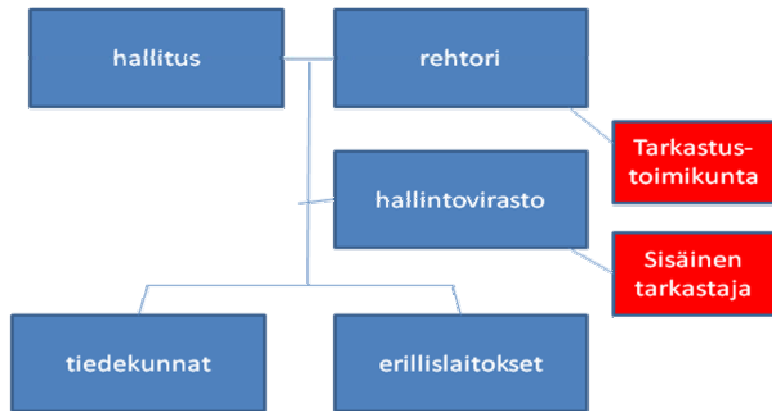 hallitus
rehtori
Tarkastus-
toimikunta
hallintovirasto
Sisäinen
tarkastaja
tiedekunnat
erillislaitokset